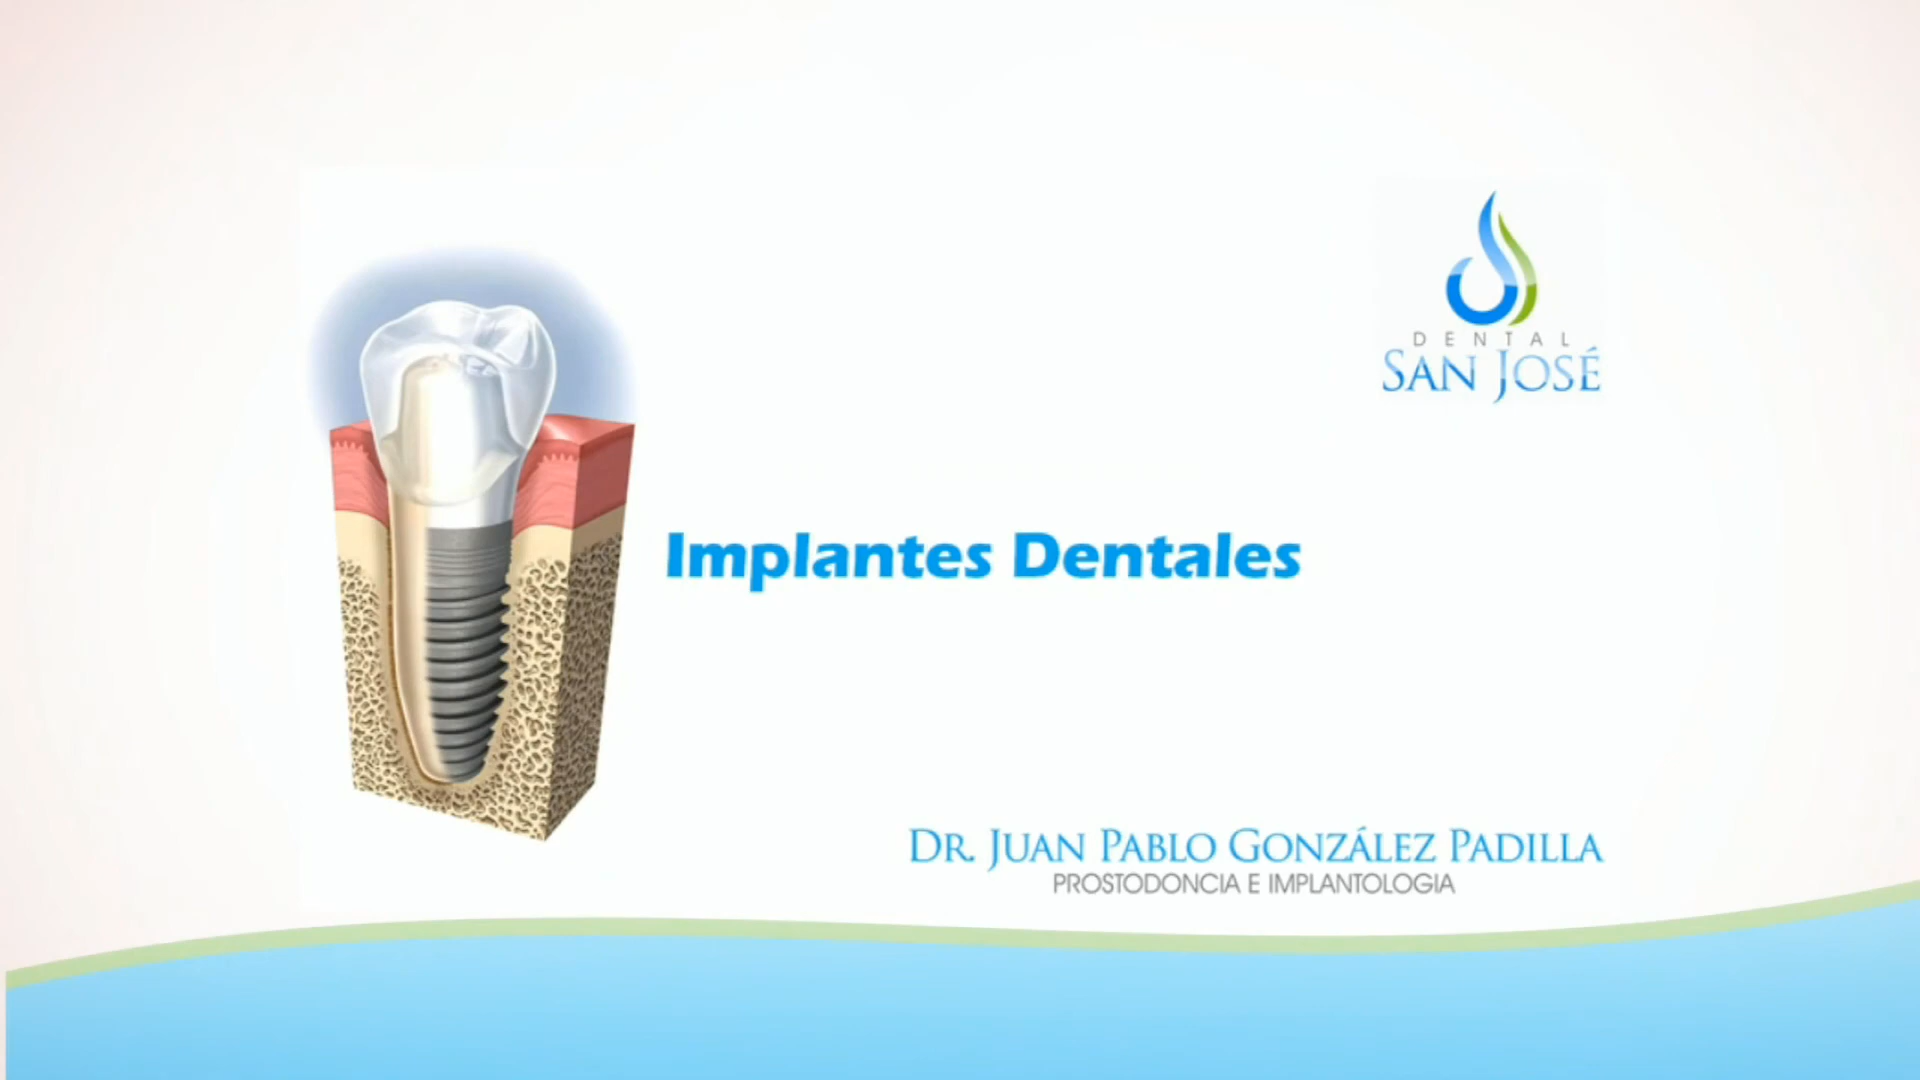 DENTAL
SAN JOSÉ
Implantes Dentales
DR. JUAN PABLO GONZÁLEZ PADILLA
PROSTODONCIA E IMPLANTOLOGIA